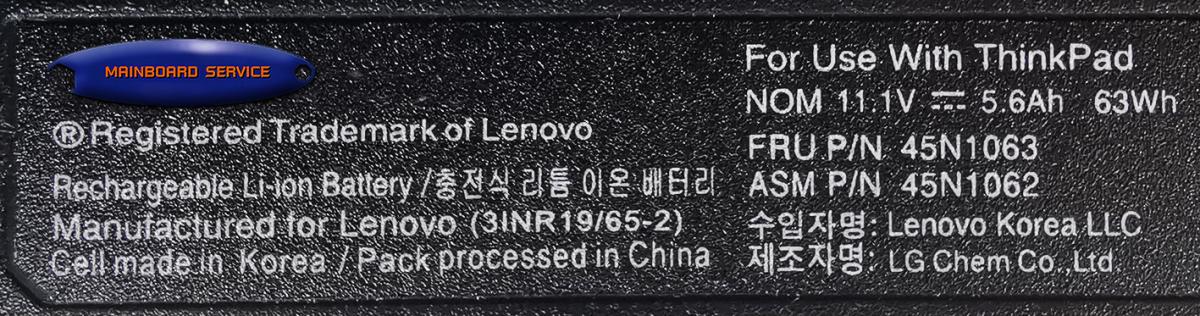 MAINBOARD SERVICE
® Registered Trademark of Lenovo
Rechargeable Li-ion Battery /충전식 리튬 이온 배터리
Manufactured for Lenovo (3INR19/65-2)
Cell made in Korea / Pack processed in China
For Use With ThinkPad
NOM 11.1V ⎓ 5.6Ah 63Wh
FRU P/N 45N1063
ASM P/N 45N1062
수입자명: Lenovo Korea LLC
제조자명: LG Chem Co.,Ltd.